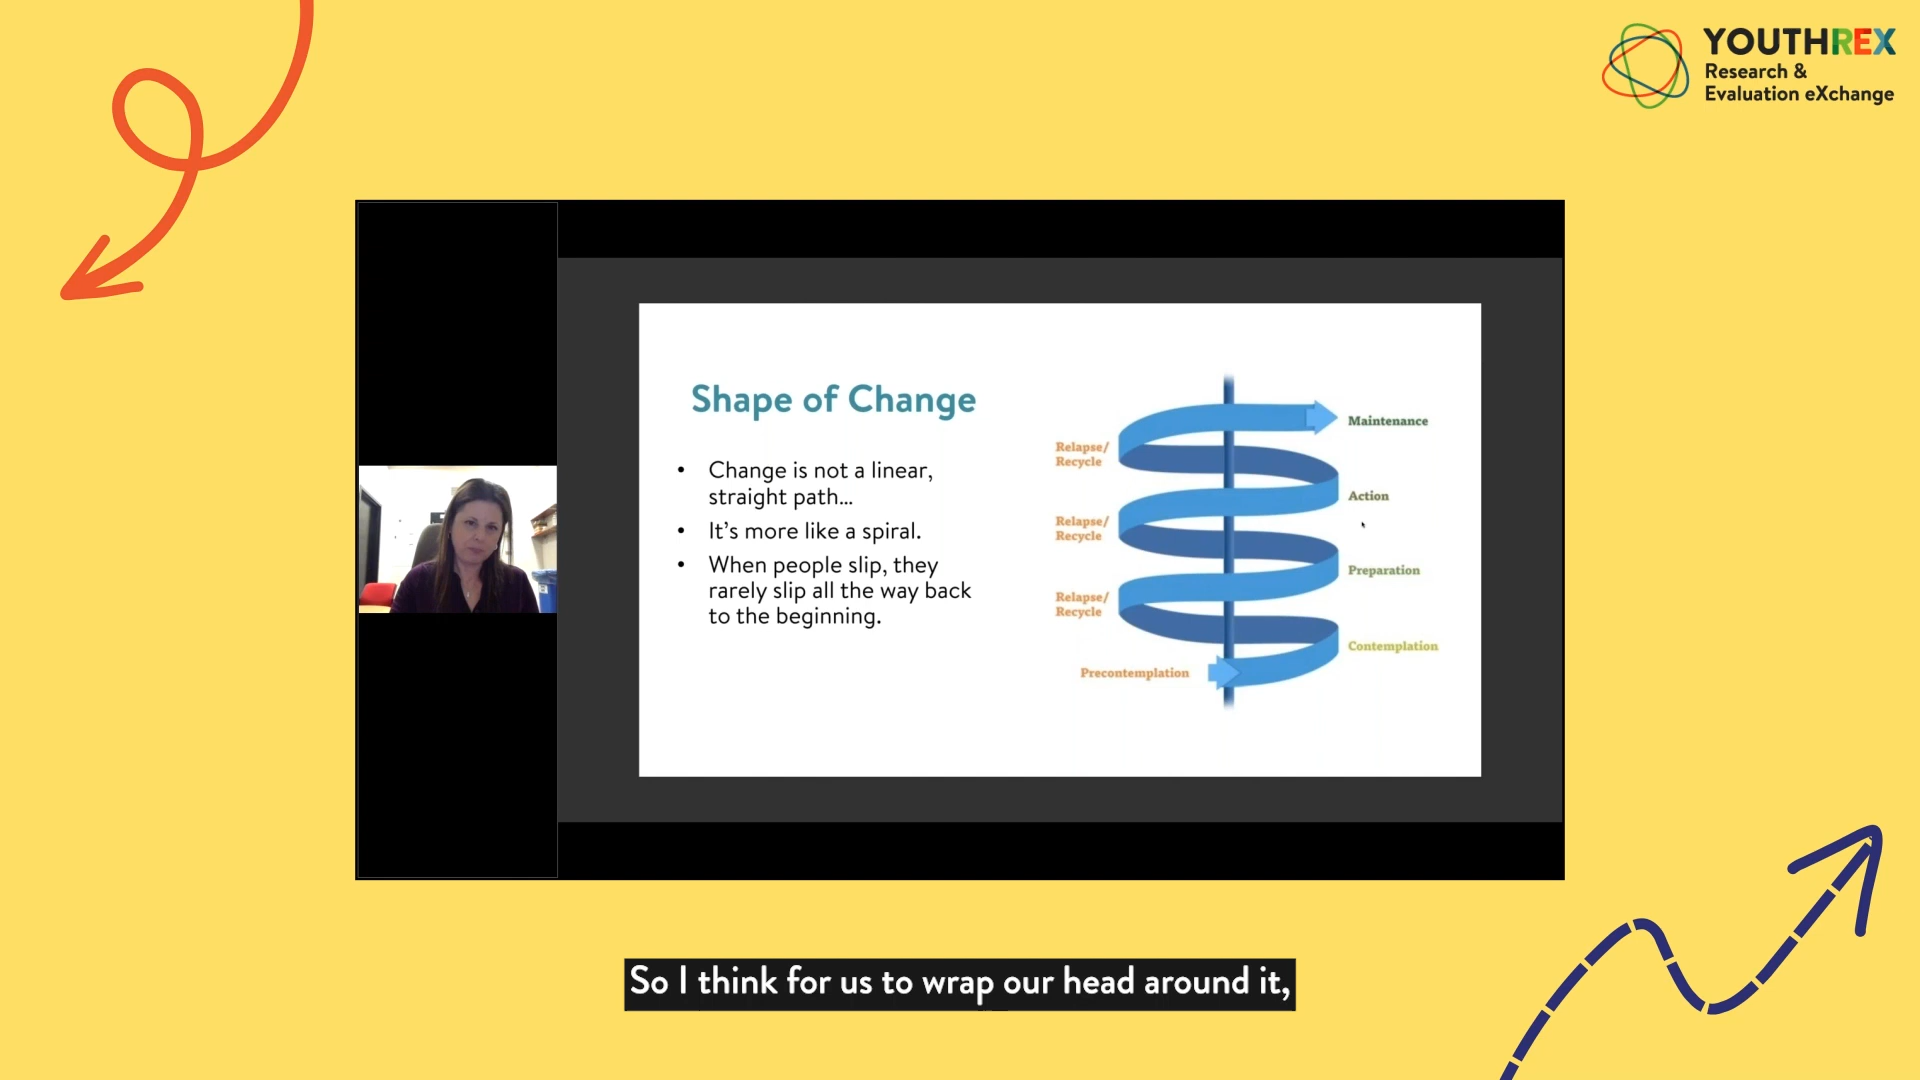 YOUTHREX
Research &
Evaluation eXchange
Shape of Change
• Change is not a linear,
straight path...
• It's more like a spiral.
• When people slip, they
rarely slip all the way back
to the beginning.
Maintenance
Relapse/
Recycle
Action
Relapse/
Recycle
Preparation
Relapse/
Recycle
Contemplation
Precontemplation
So I think for us to wrap our head around it,